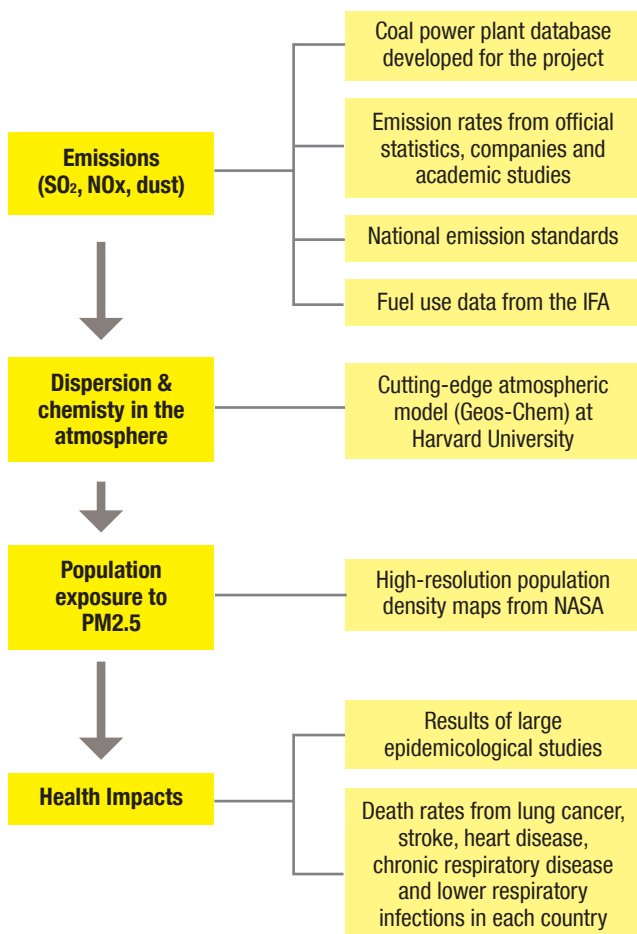 Coal power plant database
developed for the project
Emissions
(SO₂, NOx, dust)
Emission rates from official
statistics, companies and
academic studies
National emission standards
Fuel use data from the IFA
Dispersion &
chemisty in the
atmosphere
Cutting-edge atmospheric
model (Geos-Chem) at
Harvard University
Population
exposure to
PM2.5
High-resolution population
density maps from NASA
Health Impacts
Results of large
epidemicological studies
Death rates from lung cancer,
stroke, heart disease,
chronic respiratory disease
and lower respiratory
infections in each country